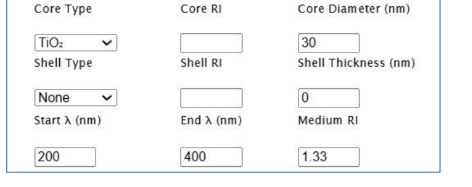 Core Type Core RI Core Diameter (nm)
TiO₂ 30
Shell Type Shell RI Shell Thickness (nm)
None 0
Start λ (nm) End λ (nm) Medium RI
200 400 1.33